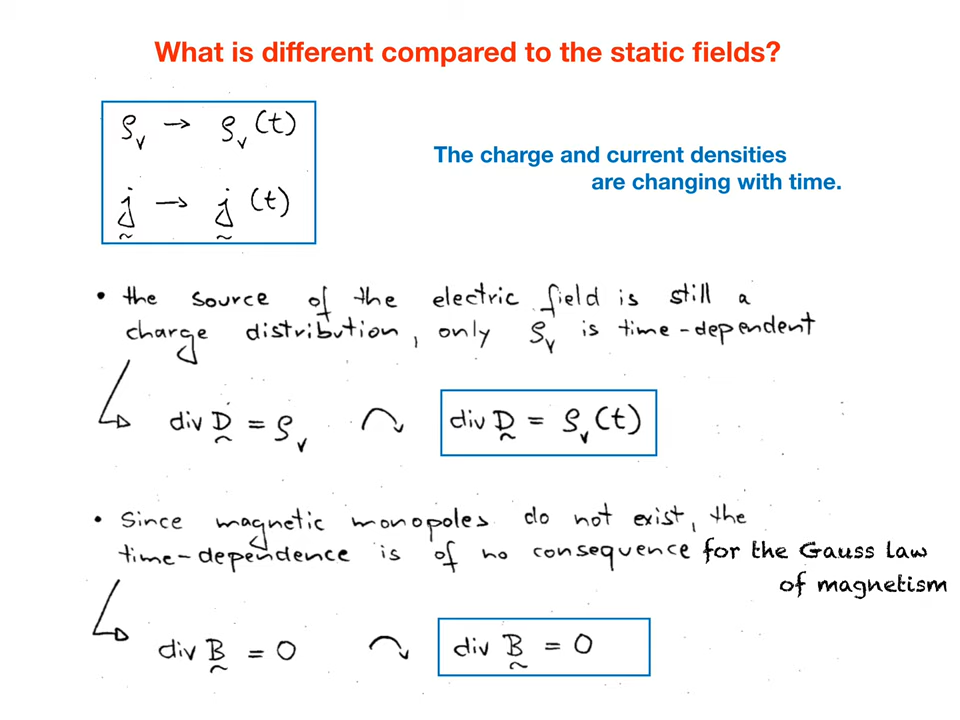 What is different compared to the static fields?
ϱᵥ → ϱᵥ(t)
The charge and current densities
are changing with time.
j̰ → j̰ (t)
• the source of the electric field is still a
charge distribution, only ϱᵥ is time-dependent
div D̰ = ϱᵥ ↷ div D̰ = ϱᵥ(t)
• Since magnetic monopoles do not exist, the
time-dependence is of no consequence for the Gauss law
of magnetism
div B̰ = 0 ↷ div B̰ = 0